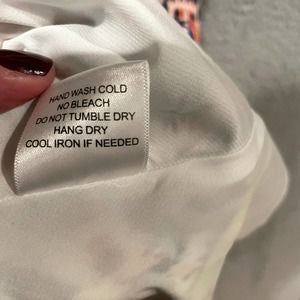 HAND WASH COLD
NO BLEACH
DO NOT TUMBLE DRY
HANG DRY
COOL IRON IF NEEDED